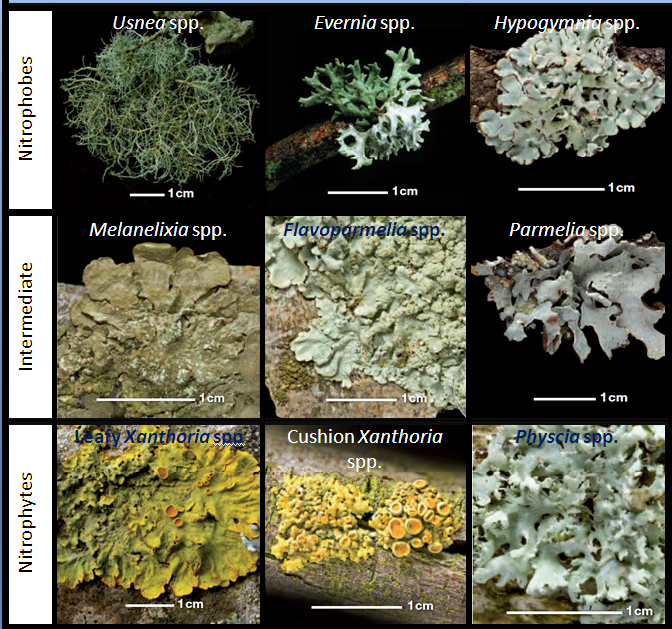 Nitrophobes
Usnea spp.
Evernia spp.
Hypogymnia spp.
1cm
1cm
1cm
Intermediate
Melanelixia spp.
Flavoparmelia spp.
Parmelia spp.
1cm
1cm
1cm
Nitrophytes
Leafy Xanthoria spp
Cushion Xanthoria
spp.
Physcia spp.
1cm
1cm
1cm